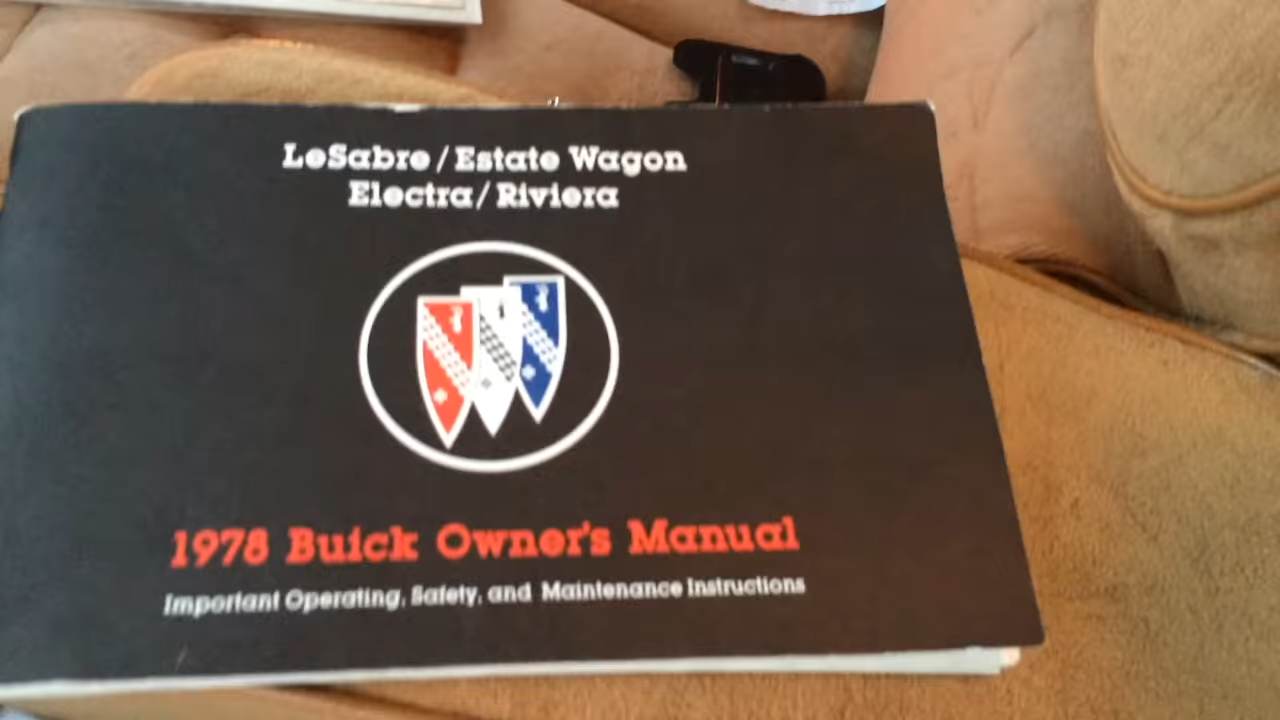 LeSabre / Estate Wagon
Electra / Riviera
1978 Buick Owner's Manual
Important Operating, Safety, and Maintenance Instructions